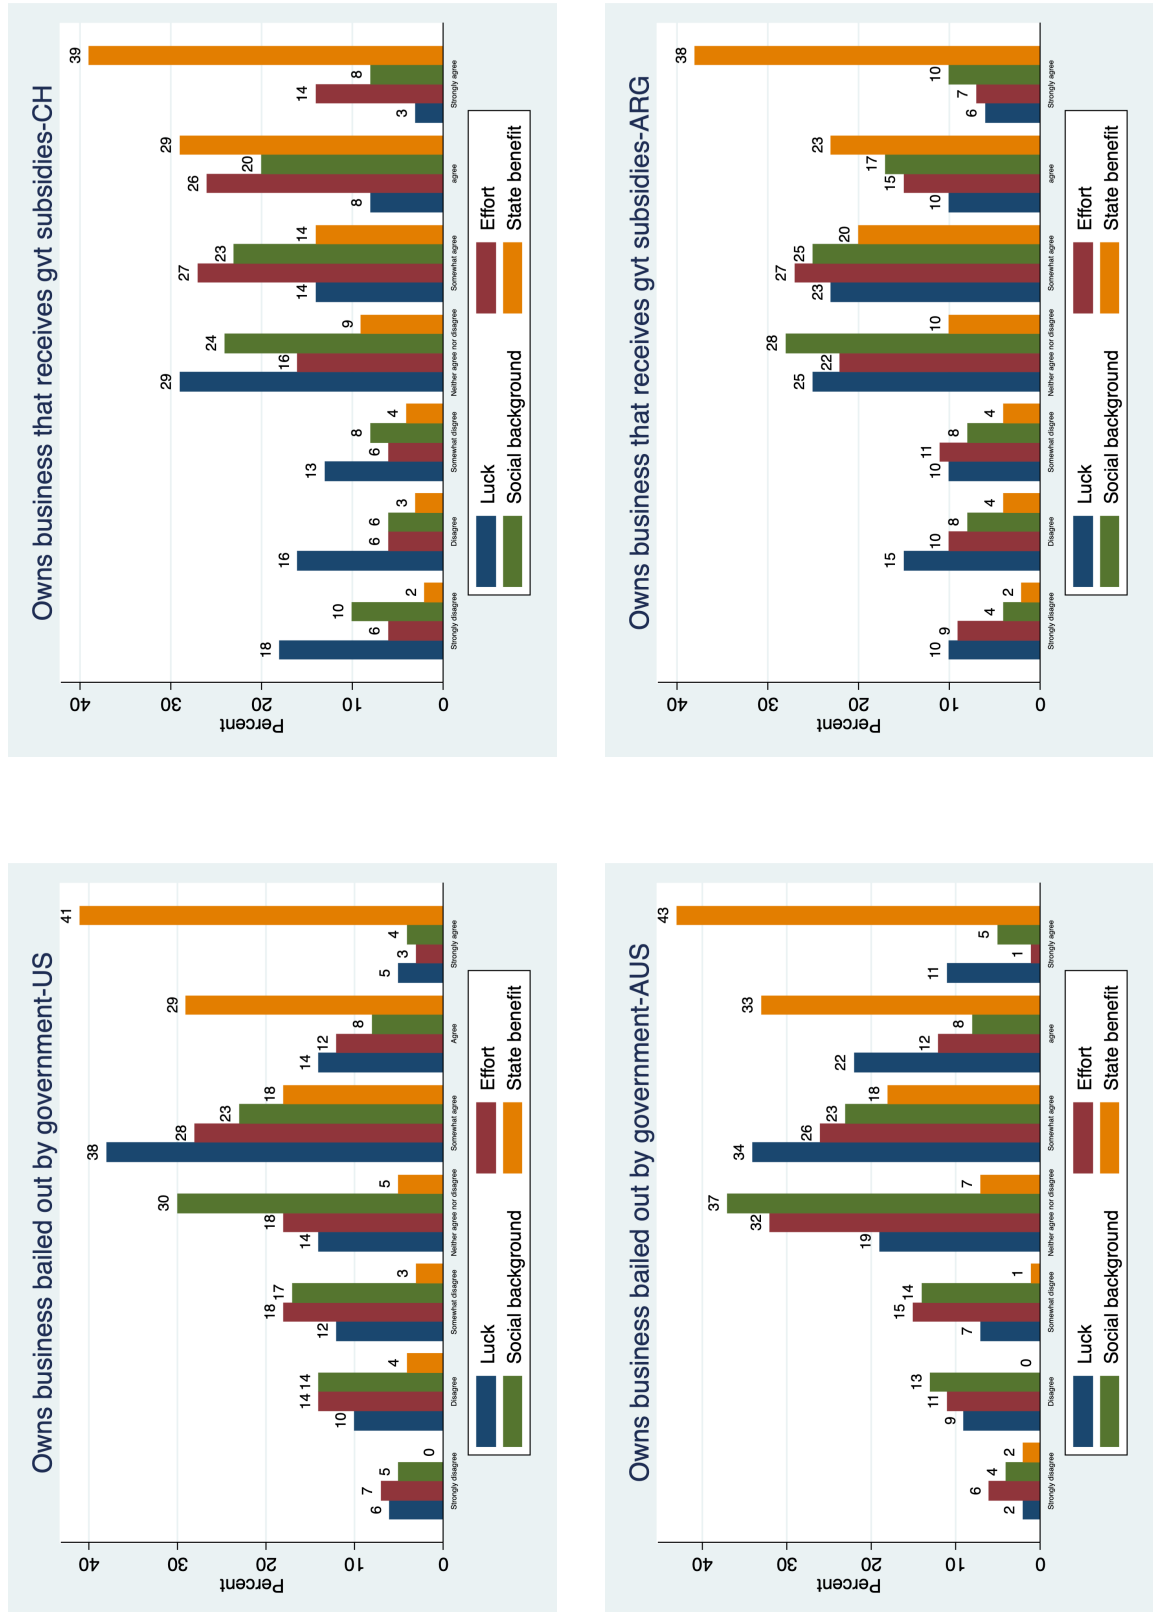 Owns business bailed out by government-US
Percent
40
30
20
10
0
6 7 5 0
10 14 14 4
12 18 17 3
14 18 30 5
38 28 23 18
14 12 8 29
5 3 4 41
Strongly disagree
Disagree
Somewhat disagree
Neither agree nor disagree
Somewhat agree
Agree
Strongly agree
Luck
Effort
Social background
State benefit
Owns business that receives gvt subsidies-CH
Percent
40
30
20
10
0
18 6 10 2
16 6 6 3
13 6 8 4
29 16 24 9
14 27 23 14
8 26 20 29
3 14 8 39
Strongly disagree
Disagree
Somewhat disgree
Neither agree nor disagree
Somewhat agree
agree
Strongly agree
Luck
Effort
Social background
State benefit
Owns business bailed out by government-AUS
Percent
40
30
20
10
0
2 6 4 2
9 11 13 0
7 15 14 1
19 32 37 7
34 26 23 18
22 12 8 33
11 1 5 43
Strongly disagree
Disagree
Somewhat disagree
Neither agree nor disagree
Somewhat agree
agree
Strongly agree
Luck
Effort
Social background
State benefit
Owns business that receives gvt subsidies-ARG
Percent
40
30
20
10
0
10 9 4 2
15 10 8 4
10 11 8 4
25 22 28 10
23 27 25 20
10 15 17 23
6 7 10 38
Strongly disagree
Disagree
Somewhat disgree
Neither agree nor disagree
Somewhat agree
agree
Strongly agree
Luck
Effort
Social background
State benefit